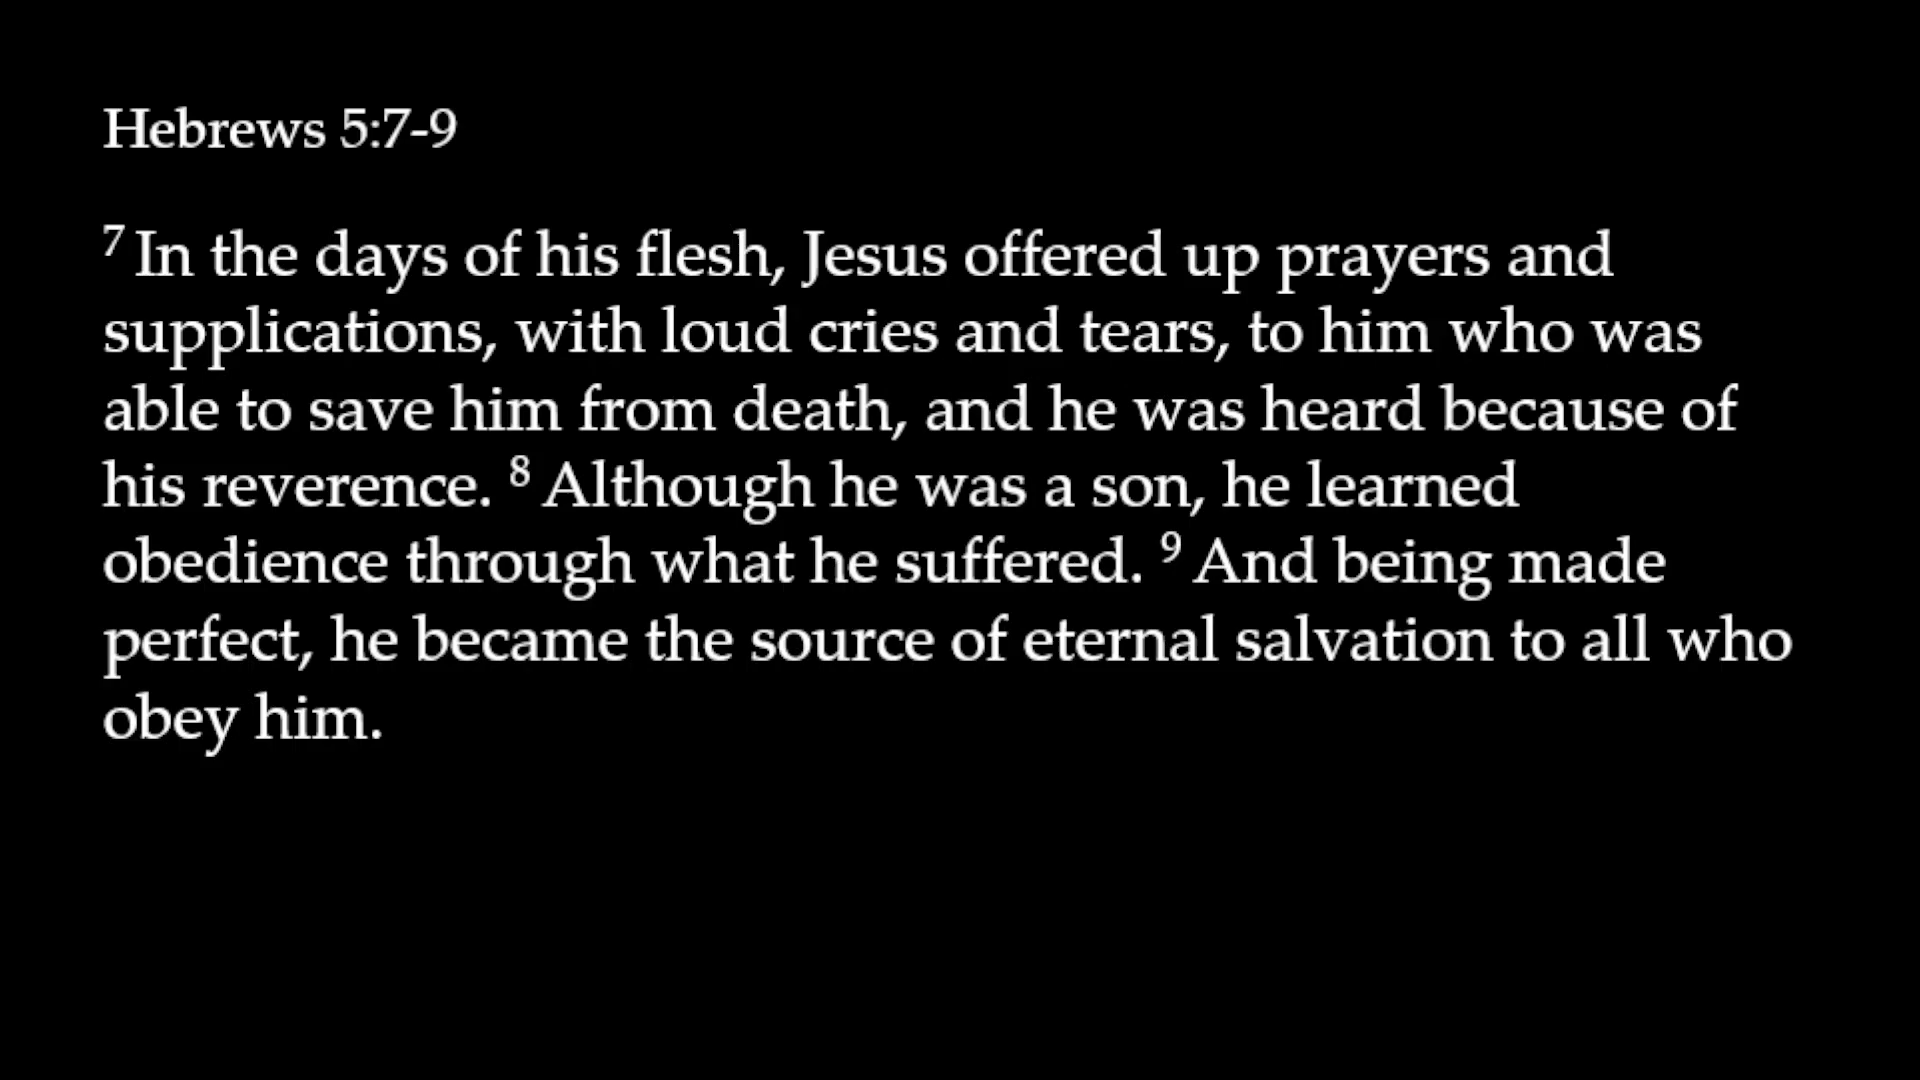 Hebrews 5:7-9
7 In the days of his flesh, Jesus offered up prayers and
supplications, with loud cries and tears, to him who was
able to save him from death, and he was heard because of
his reverence. 8 Although he was a son, he learned
obedience through what he suffered. 9 And being made
perfect, he became the source of eternal salvation to all who
obey him.